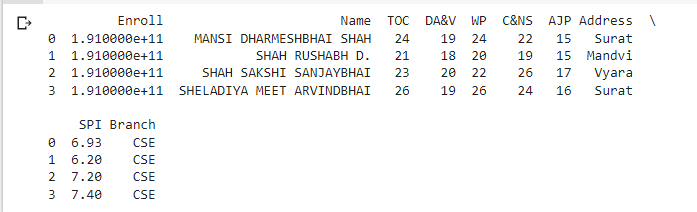 Enroll Name TOC DA&V WP C&NS AJP Address \
0 1.910000e+11 MANSI DHARMESHBHAI SHAH 24 19 24 22 15 Surat
1 1.910000e+11 SHAH RUSHABH D. 21 18 20 19 15 Mandvi
2 1.910000e+11 SHAH SAKSHI SANJAYBHAI 23 20 22 26 17 Vyara
3 1.910000e+11 SHELADIYA MEET ARVINDBHAI 26 19 26 24 16 Surat
SPI Branch
0 6.93 CSE
1 6.20 CSE
2 7.20 CSE
3 7.40 CSE